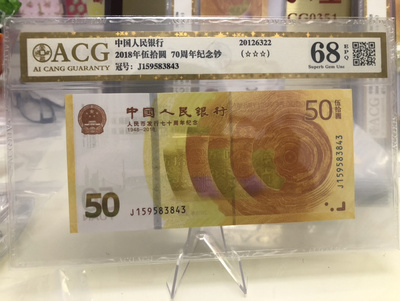 CG0351
ACG
AI CANG GUARANTY
中国人民银行
2018年伍拾圆 70周年纪念钞
冠号: J159583843
20126322
(☆☆☆)
68 BPQ
Superb Gem Unc
中国人民银行
人民币发行七十周年纪念
1948-2018
50 伍拾圆
J159583843
50
J159583843